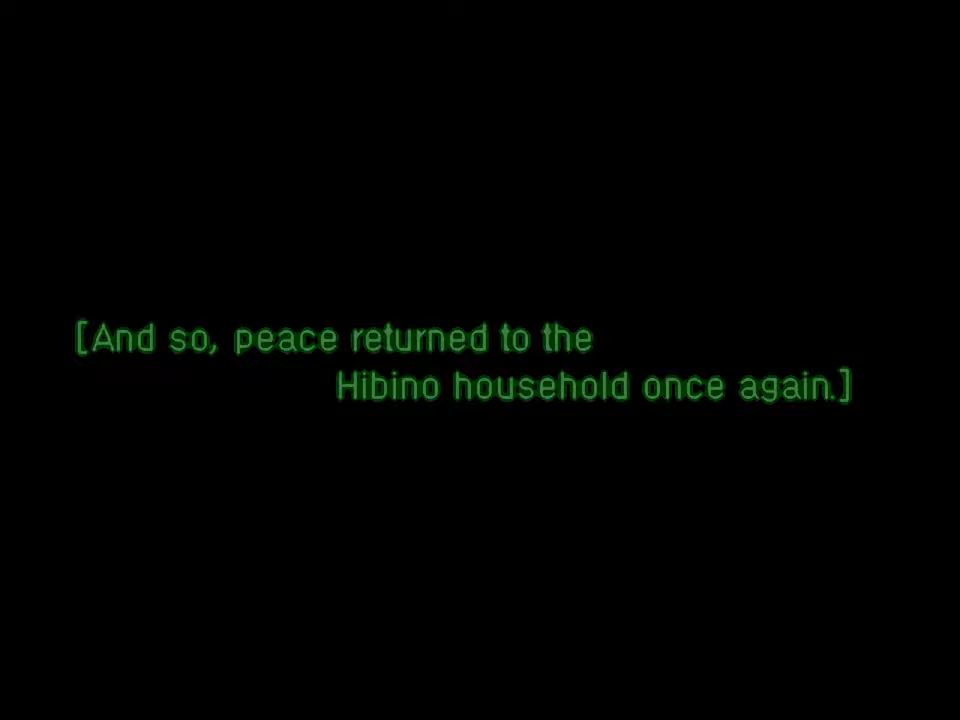 [And so, peace returned to the
Hibino household once again.]